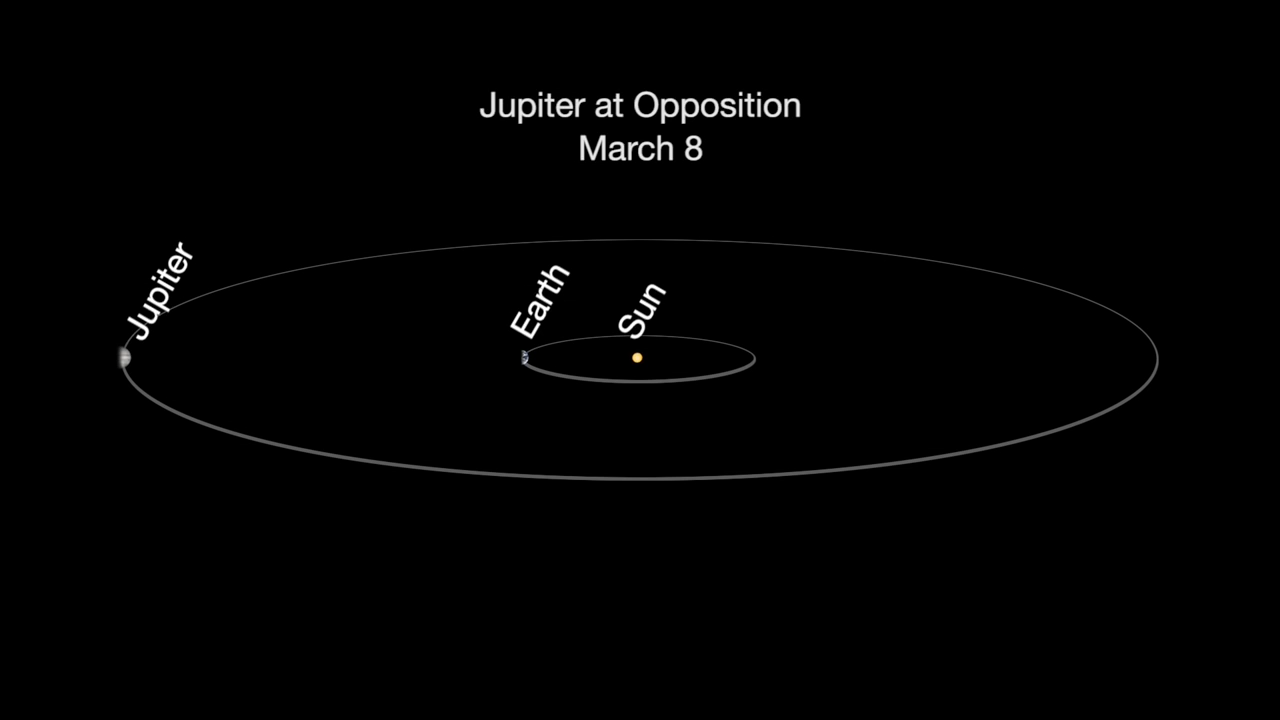 Jupiter at Opposition
March 8
Jupiter
Earth
Sun